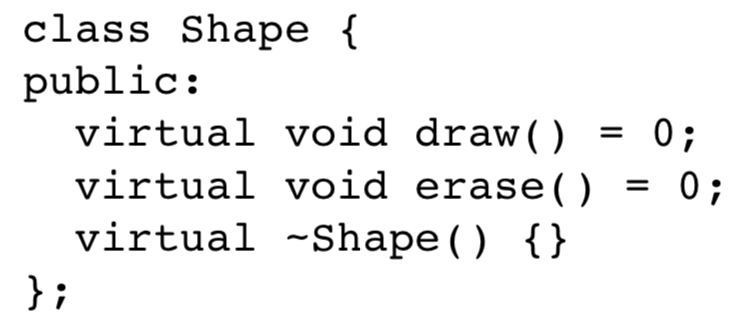 class Shape {
public:
  virtual void draw() = 0;
  virtual void erase() = 0;
  virtual ~Shape() {}
};